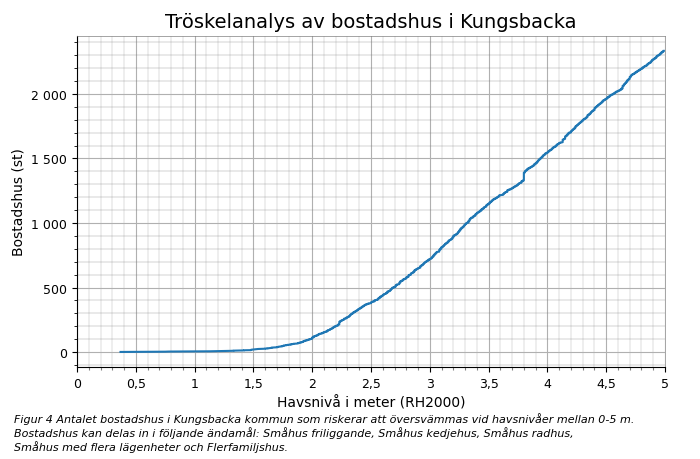 Tröskelanalys av bostadshus i Kungsbacka
Bostadshus (st)
2 000
1 500
1 000
500
0
0
0,5
1
1,5
2
2,5
3
3,5
4
4,5
5
Havsnivå i meter (RH2000)
Figur 4 Antalet bostadshus i Kungsbacka kommun som riskerar att översvämmas vid havsnivåer mellan 0-5 m.
Bostadshus kan delas in i följande ändamål: Småhus friliggande, Småhus kedjehus, Småhus radhus,
Småhus med flera lägenheter och Flerfamiljshus.